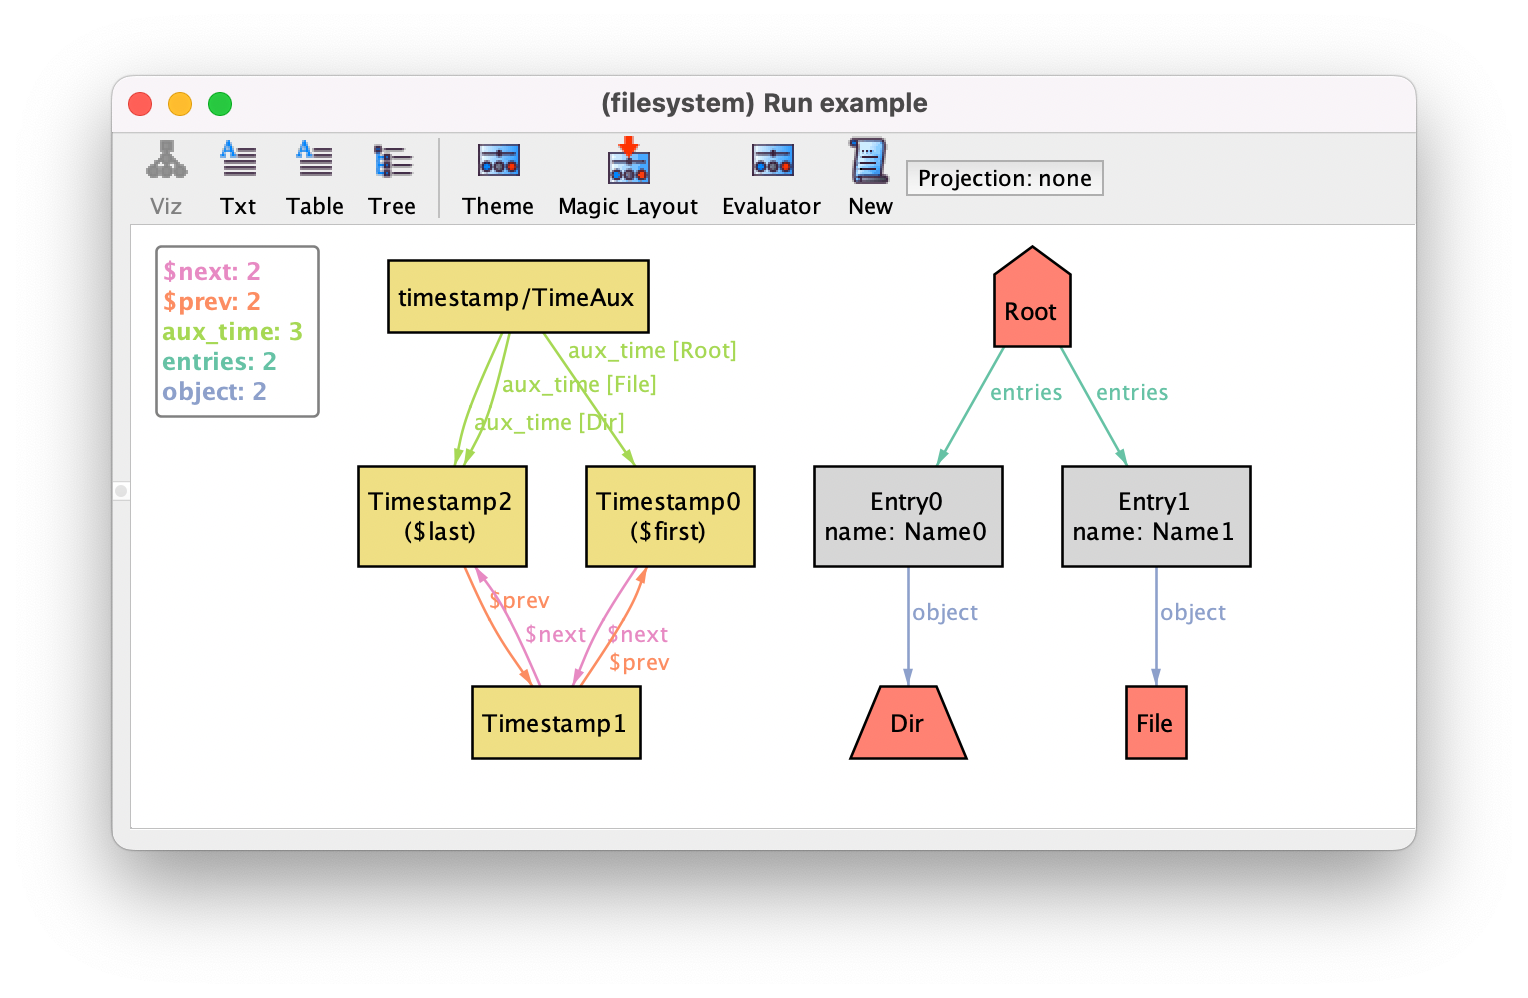 (filesystem) Run example
Viz
Txt
Table
Tree
Theme
Magic Layout
Evaluator
New
Projection: none
$next: 2
$prev: 2
aux_time: 3
entries: 2
object: 2
timestamp/TimeAux
Root
aux_time [Root]
aux_time [File]
aux_time [Dir]
entries
entries
Timestamp2
($last)
Timestamp0
($first)
Entry0
name: Name0
Entry1
name: Name1
$prev
$next
$next
$prev
object
object
Timestamp1
Dir
File